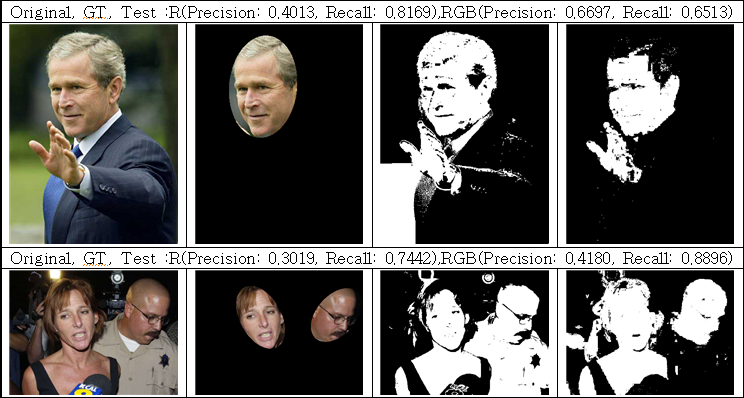 Original, GT, Test :R(Precision: 0.4013, Recall: 0.8169),RGB(Precision: 0.6697, Recall: 0.6513)
Original, GT, Test :R(Precision: 0.3019, Recall: 0.7442),RGB(Precision: 0.4180, Recall: 0.8896)